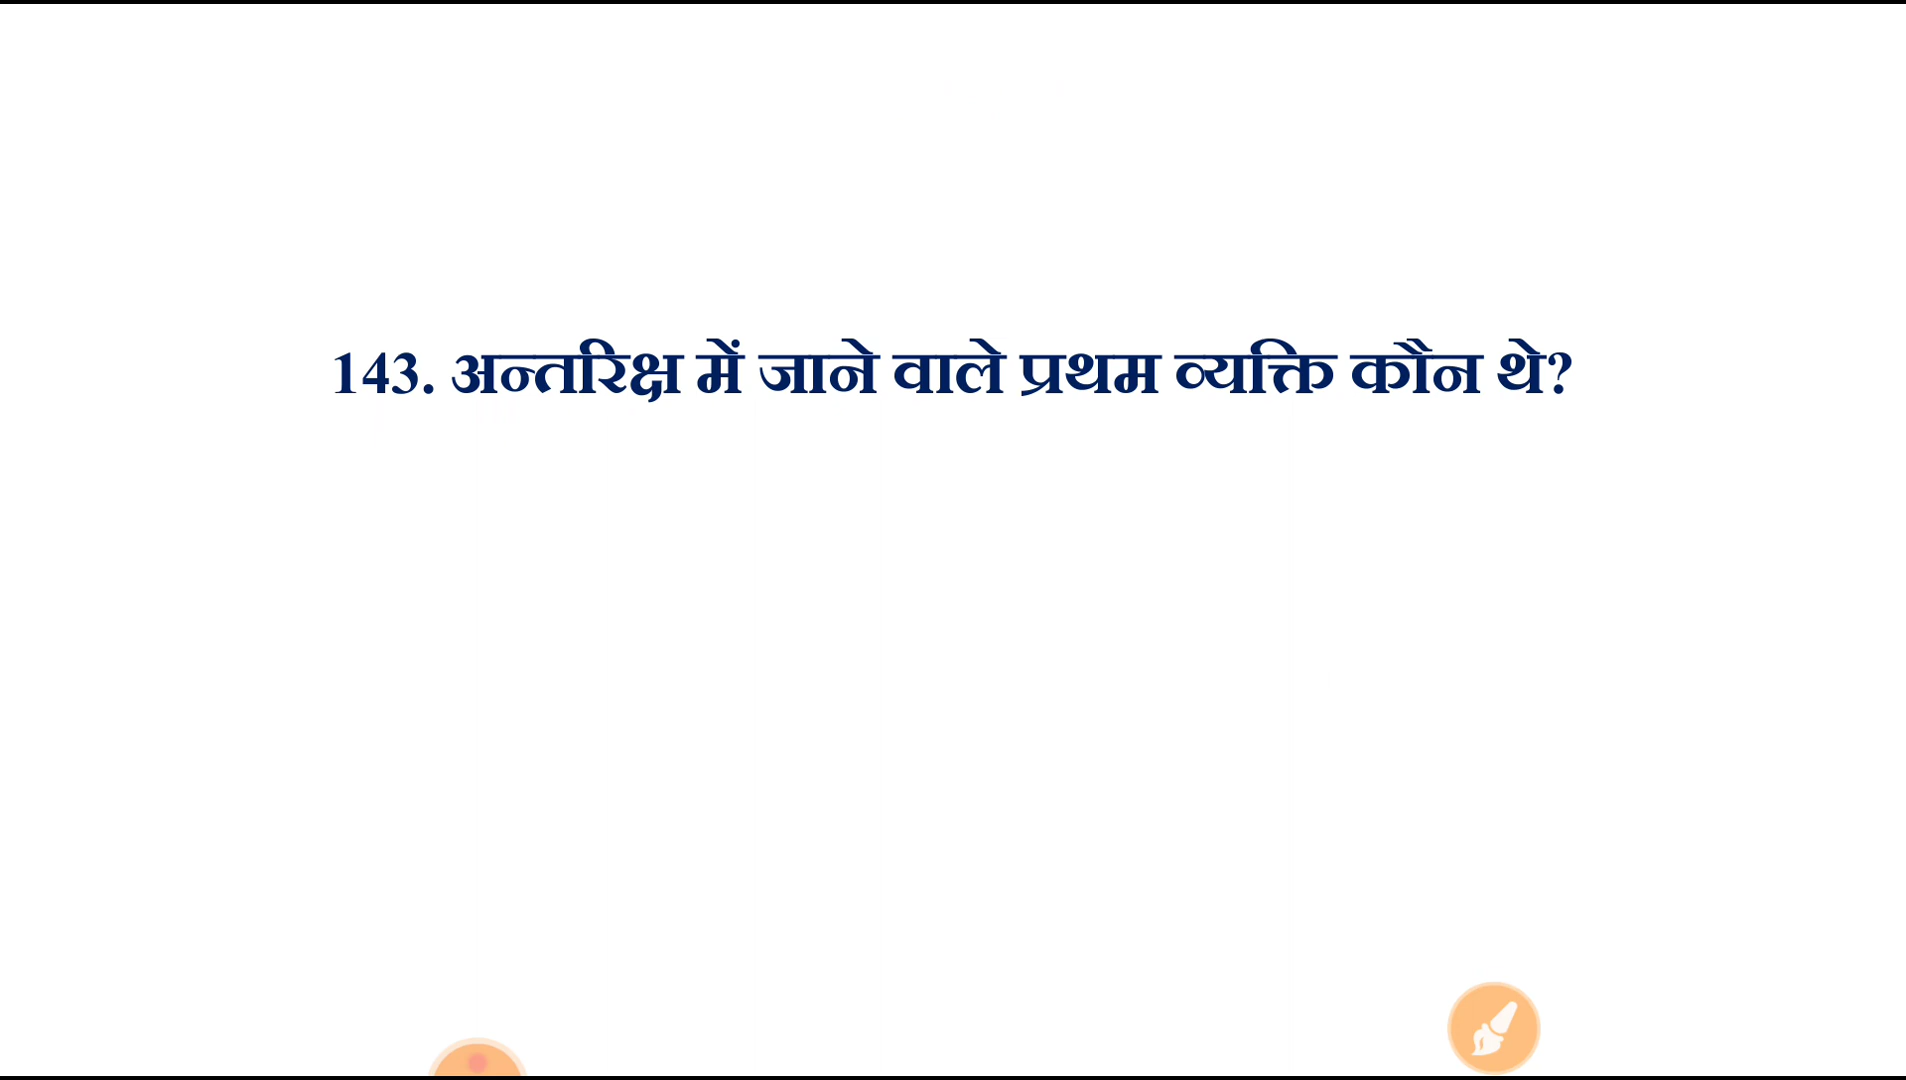 143. अन्तरिक्ष में जाने वाले प्रथम व्यक्ति कौन थे?